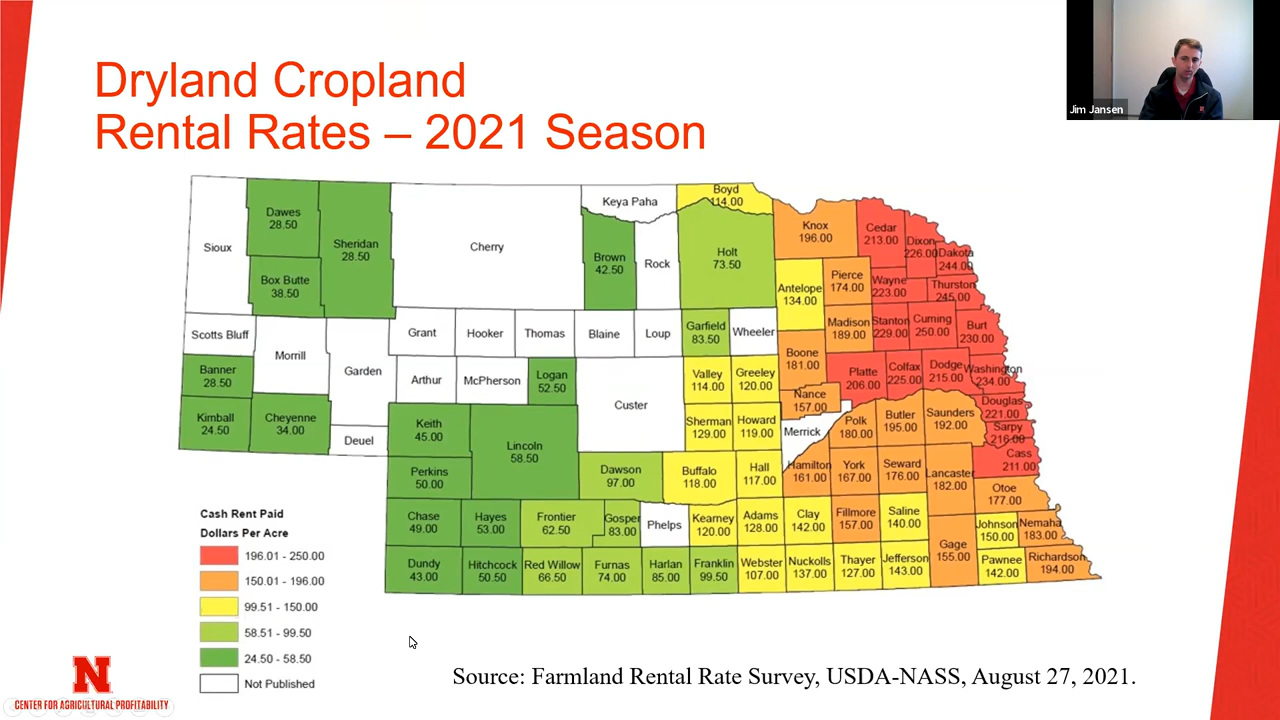 Dryland Cropland
Rental Rates – 2021 Season
Jim Jansen
Boyd
114.00
Keya Paha
Dawes
28.50
Sioux
Sheridan
28.50
Cherry
Brown
42.50
Rock
Holt
73.50
Knox
196.00
Cedar
213.00
Dixon
226.00
Dakota
244.00
Box Butte
38.50
Antelope
134.00
Pierce
174.00
Wayne
223.00
Thurston
245.00
Scotts Bluff
Morrill
Garden
Grant
Hooker
Thomas
Blaine
Loup
Garfield
83.50
Wheeler
Madison
189.00
Stanton
229.00
Cuming
250.00
Burt
230.00
Banner
28.50
Arthur
McPherson
Logan
52.50
Custer
Valley
114.00
Greeley
120.00
Boone
181.00
Platte
206.00
Colfax
225.00
Dodge
215.00
Washington
234.00
Nance
157.00
Kimball
24.50
Cheyenne
34.00
Deuel
Keith
45.00
Lincoln
58.50
Sherman
129.00
Howard
119.00
Merrick
Polk
180.00
Butler
195.00
Saunders
192.00
Douglas
221.00
Sarpy
216.00
Perkins
50.00
Dawson
97.00
Buffalo
118.00
Hall
117.00
Hamilton
161.00
York
167.00
Seward
176.00
Lancaster
182.00
Cass
211.00
Otoe
177.00
Chase
49.00
Hayes
53.00
Frontier
62.50
Gosper
83.00
Phelps
Kearney
120.00
Adams
128.00
Clay
142.00
Fillmore
157.00
Saline
140.00
Gage
155.00
Johnson
150.00
Nemaha
183.00
Dundy
43.00
Hitchcock
50.50
Red Willow
66.50
Furnas
74.00
Harlan
85.00
Franklin
99.50
Webster
107.00
Nuckolls
137.00
Thayer
127.00
Jefferson
143.00
Pawnee
142.00
Richardson
194.00
Cash Rent Paid
Dollars Per Acre
196.01 - 250.00
150.01 - 196.00
99.51 - 150.00
58.51 - 99.50
24.50 - 58.50
Not Published
N
CENTER FOR AGRICULTURAL PROFITABILITY
Source: Farmland Rental Rate Survey, USDA-NASS, August 27, 2021.